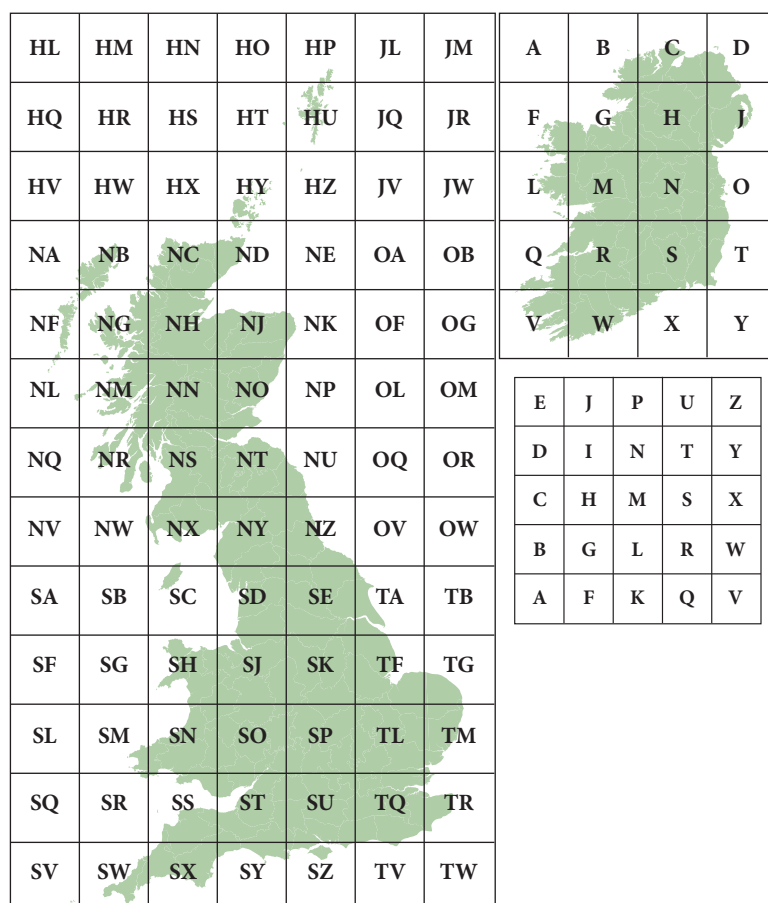 HL HM HN HO HP JL JM
HQ HR HS HT HU JQ JR
HV HW HX HY HZ JV JW
NA NB NC ND NE OA OB
NF NG NH NJ NK OF OG
NL NM NN NO NP OL OM
NQ NR NS NT NU OQ OR
NV NW NX NY NZ OV OW
SA SB SC SD SE TA TB
SF SG SH SJ SK TF TG
SL SM SN SO SP TL TM
SQ SR SS ST SU TQ TR
SV SW SX SY SZ TV TW
A B C D
F G H J
L M N O
Q R S T
V W X Y
E J P U Z
D I N T Y
C H M S X
B G L R W
A F K Q V